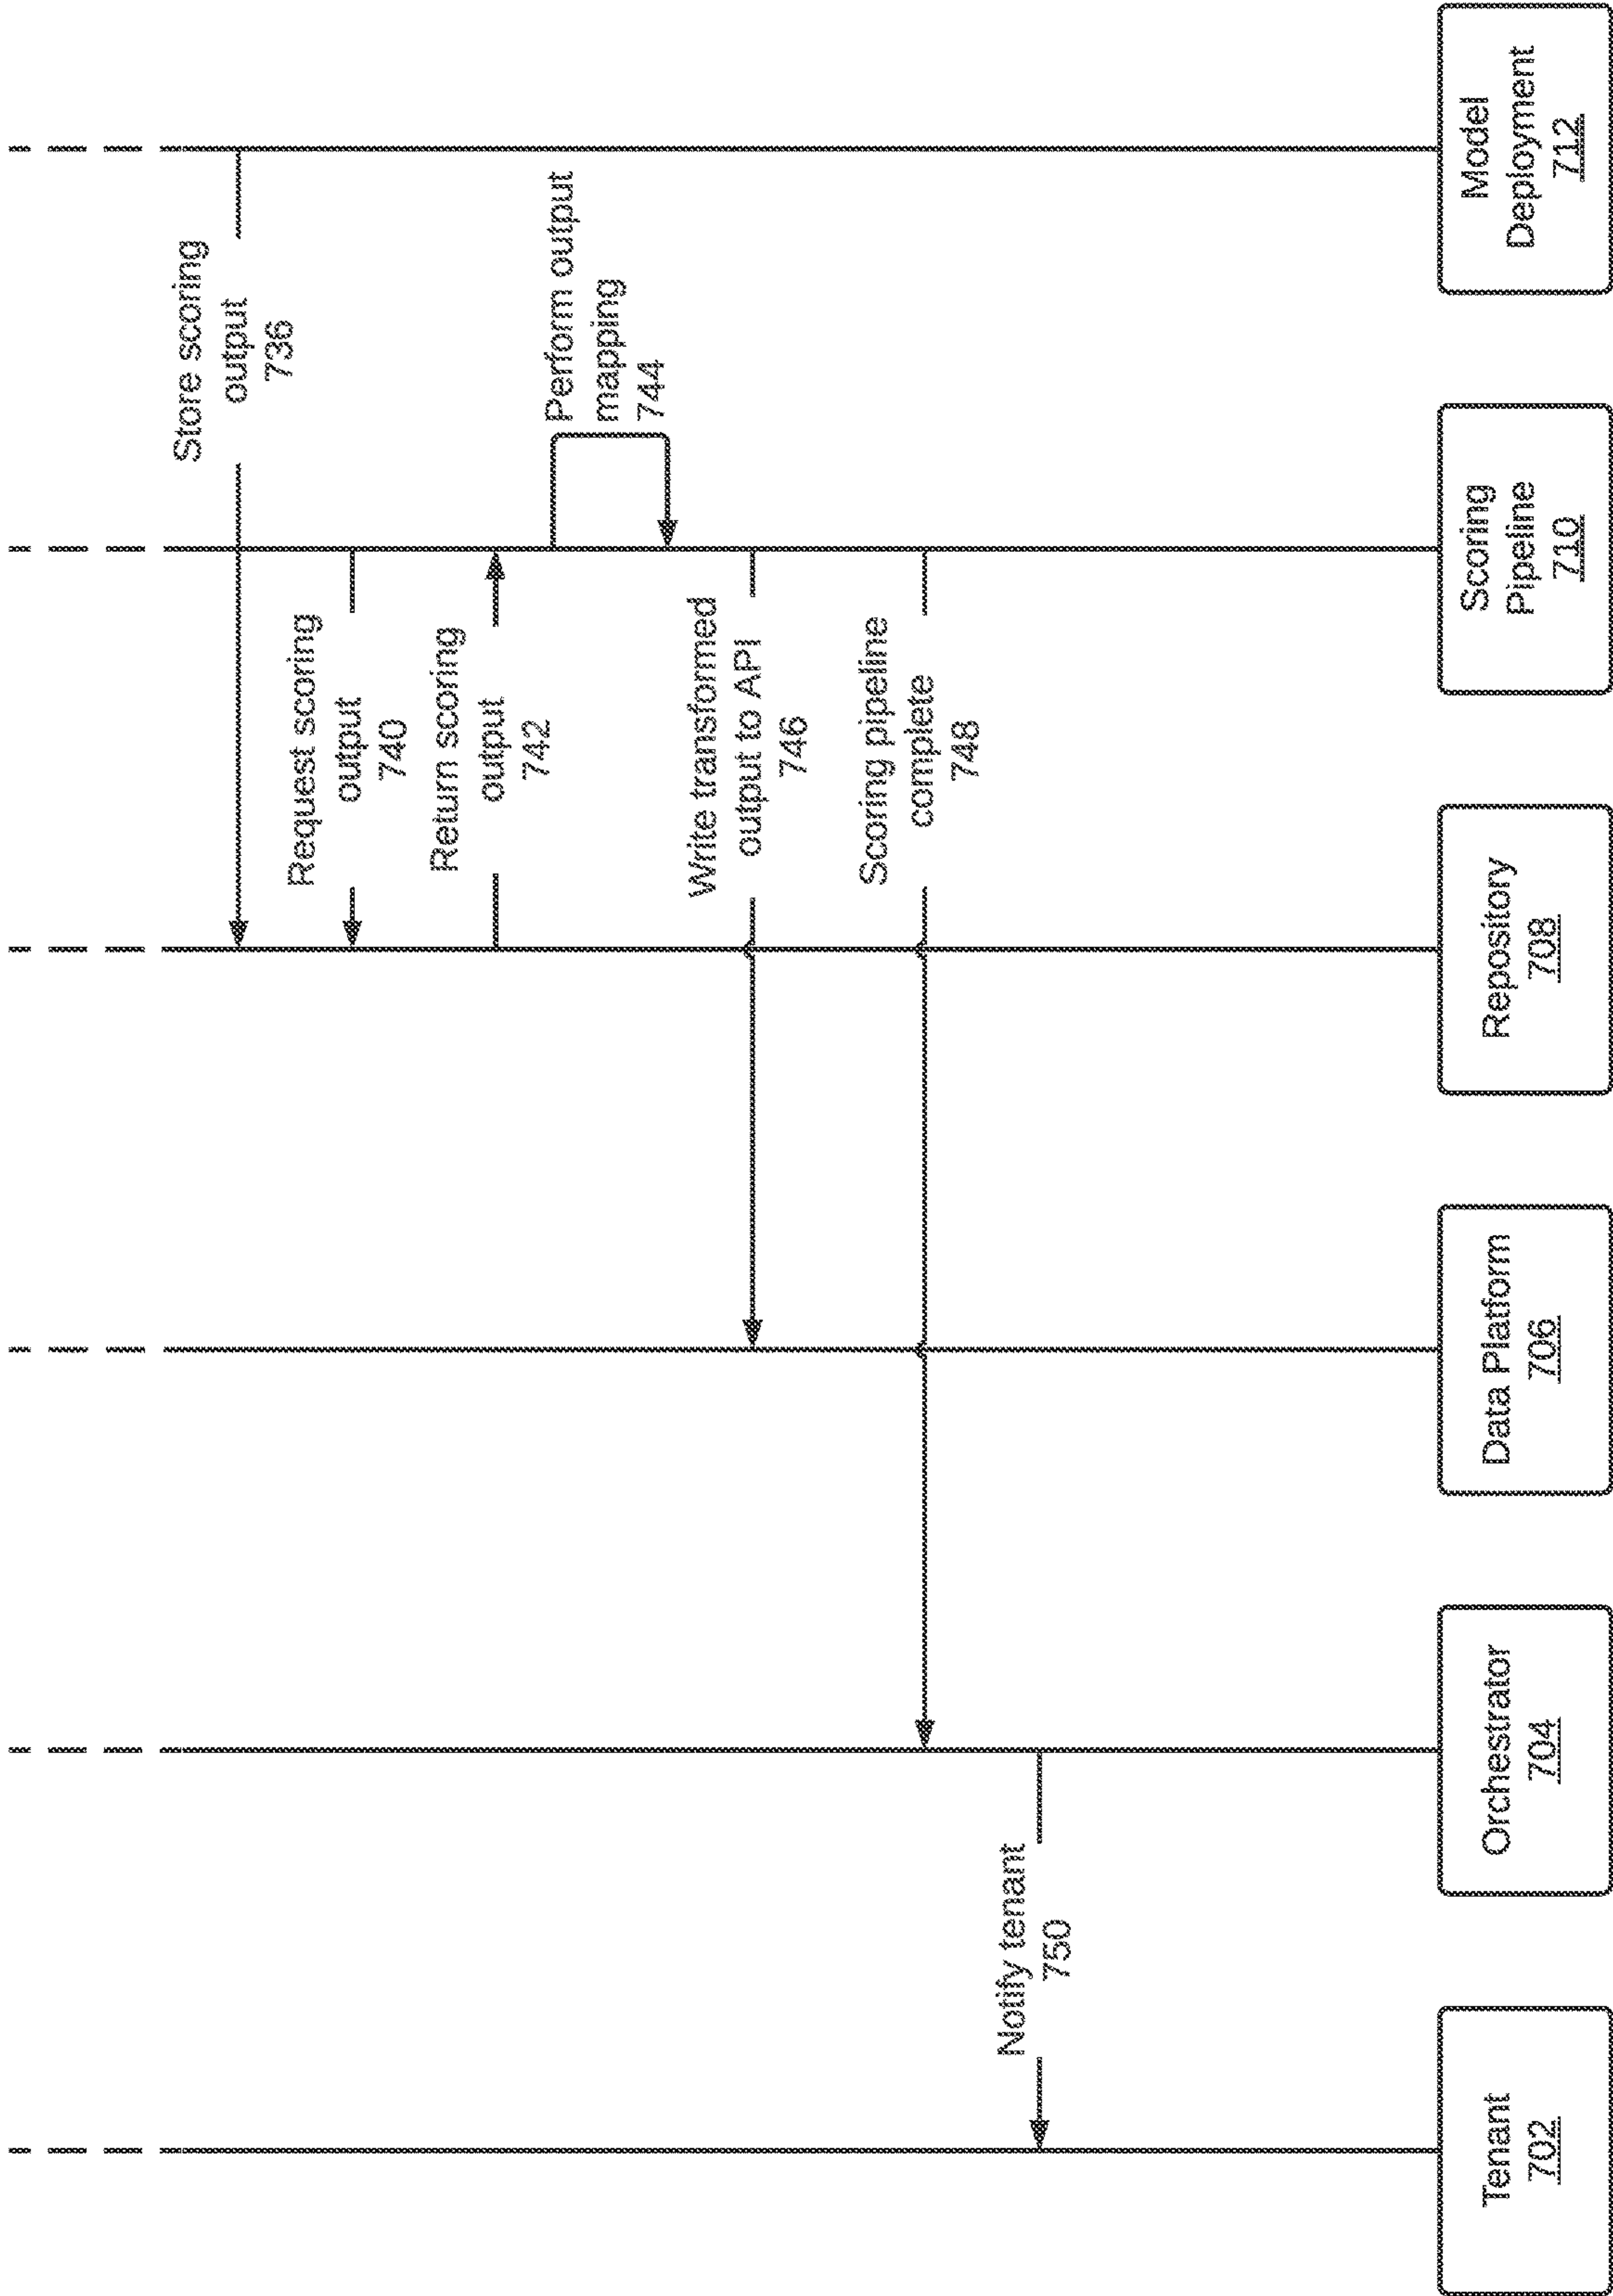 Store scoring
output
736
Request scoring
output
740
Return scoring
output
742
Perform output
mapping
744
Write transformed
output to API
746
Scoring pipeline
complete
748
Notify tenant
750
Tenant
702
Orchestrator
704
Data Platform
706
Repository
708
Scoring
Pipeline
710
Model
Deployment
712